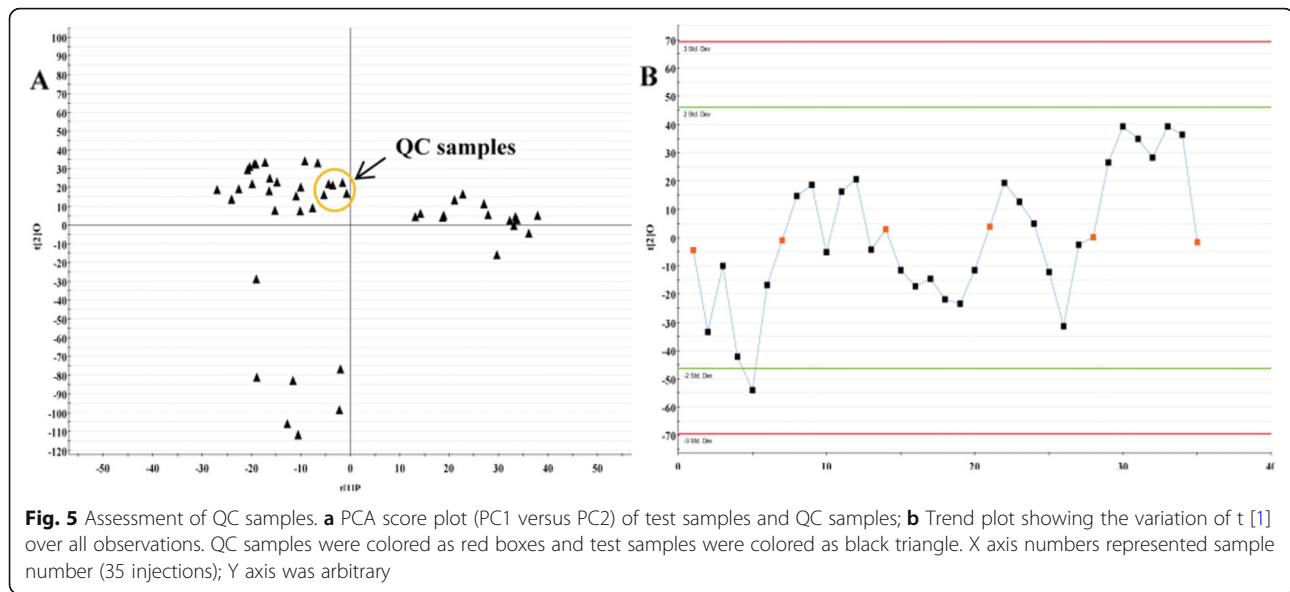 A
100
90
80
70
60
50
40
30
20
10
0
-10
-20
-30
-40
-50
-60
-70
-80
-90
-100
-110
-120
t[2]O
QC samples
-50 -40 -30 -20 -10 0 10 20 30 40 50
t[1]P
B
70
60
50
40
30
20
10
0
-10
-20
-30
-40
-50
-60
-70
t[2]O
3 Std. Dev
2 Std. Dev
-2 Std. Dev
-3 Std. Dev
0 10 20 30 40
Fig. 5 Assessment of QC samples. a PCA score plot (PC1 versus PC2) of test samples and QC samples; b Trend plot showing the variation of t [1]
over all observations. QC samples were colored as red boxes and test samples were colored as black triangle. X axis numbers represented sample
number (35 injections); Y axis was arbitrary